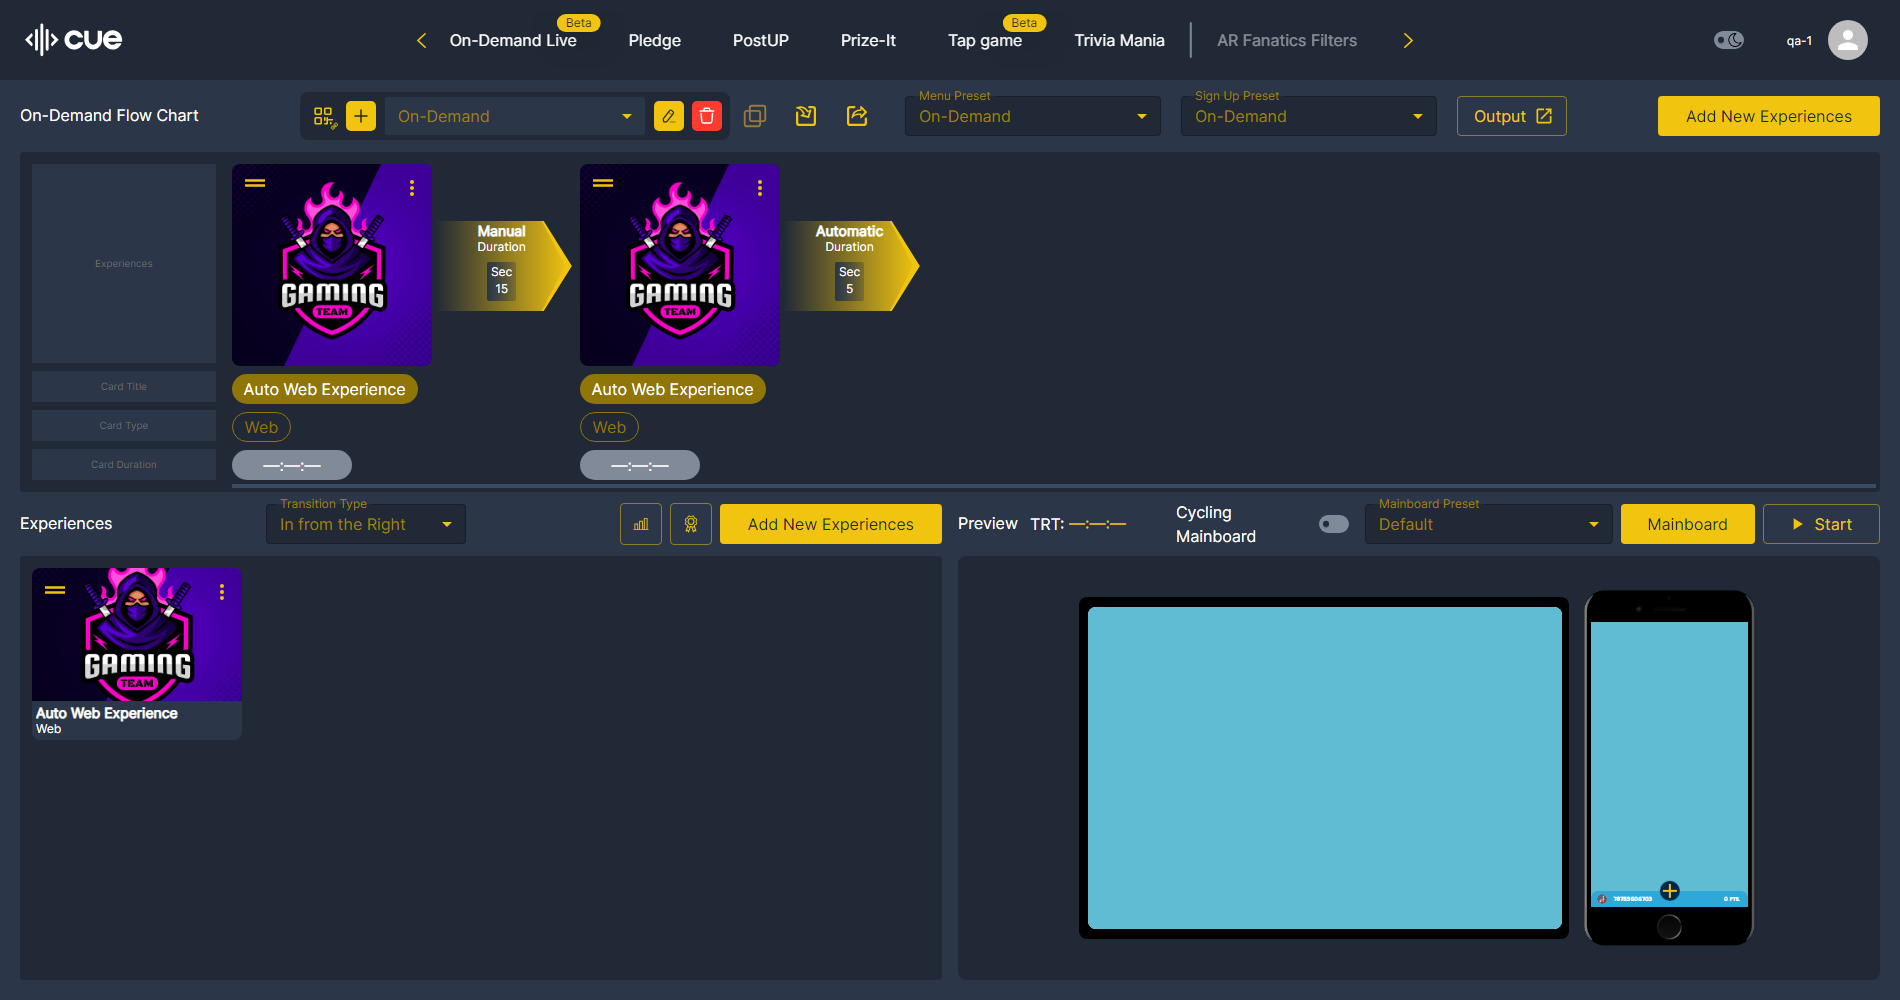 cue
On-Demand Live
Beta
Pledge
PostUP
Prize-It
Tap game
Beta
Trivia Mania
AR Fanatics Filters
qa-1
On-Demand Flow Chart
On-Demand
Menu Preset
On-Demand
Sign Up Preset
On-Demand
Output
Add New Experiences
Experiences
Card Title
Card Type
Card Duration
GAMING
TEAM
Manual
Duration
Sec
15
GAMING
TEAM
Automatic
Duration
Sec
5
Auto Web Experience
Auto Web Experience
Web
Web
—:—:—
—:—:—
Experiences
Transition Type
In from the Right
Add New Experiences
Preview
TRT: —:—:—
Cycling
Mainboard
Mainboard Preset
Default
Mainboard
Start
GAMING
TEAM
Auto Web Experience
Web
0 PTS.